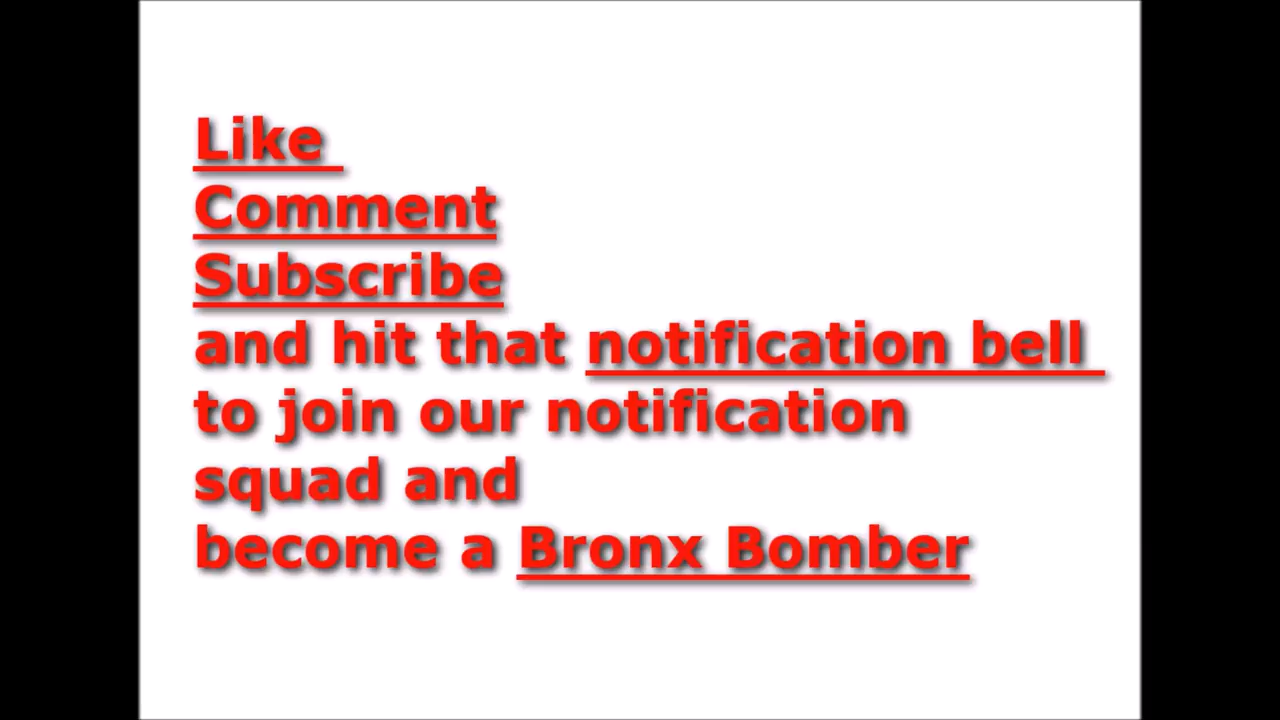 Like
Comment
Subscribe
and hit that notification bell
to join our notification
squad and
become a Bronx Bomber